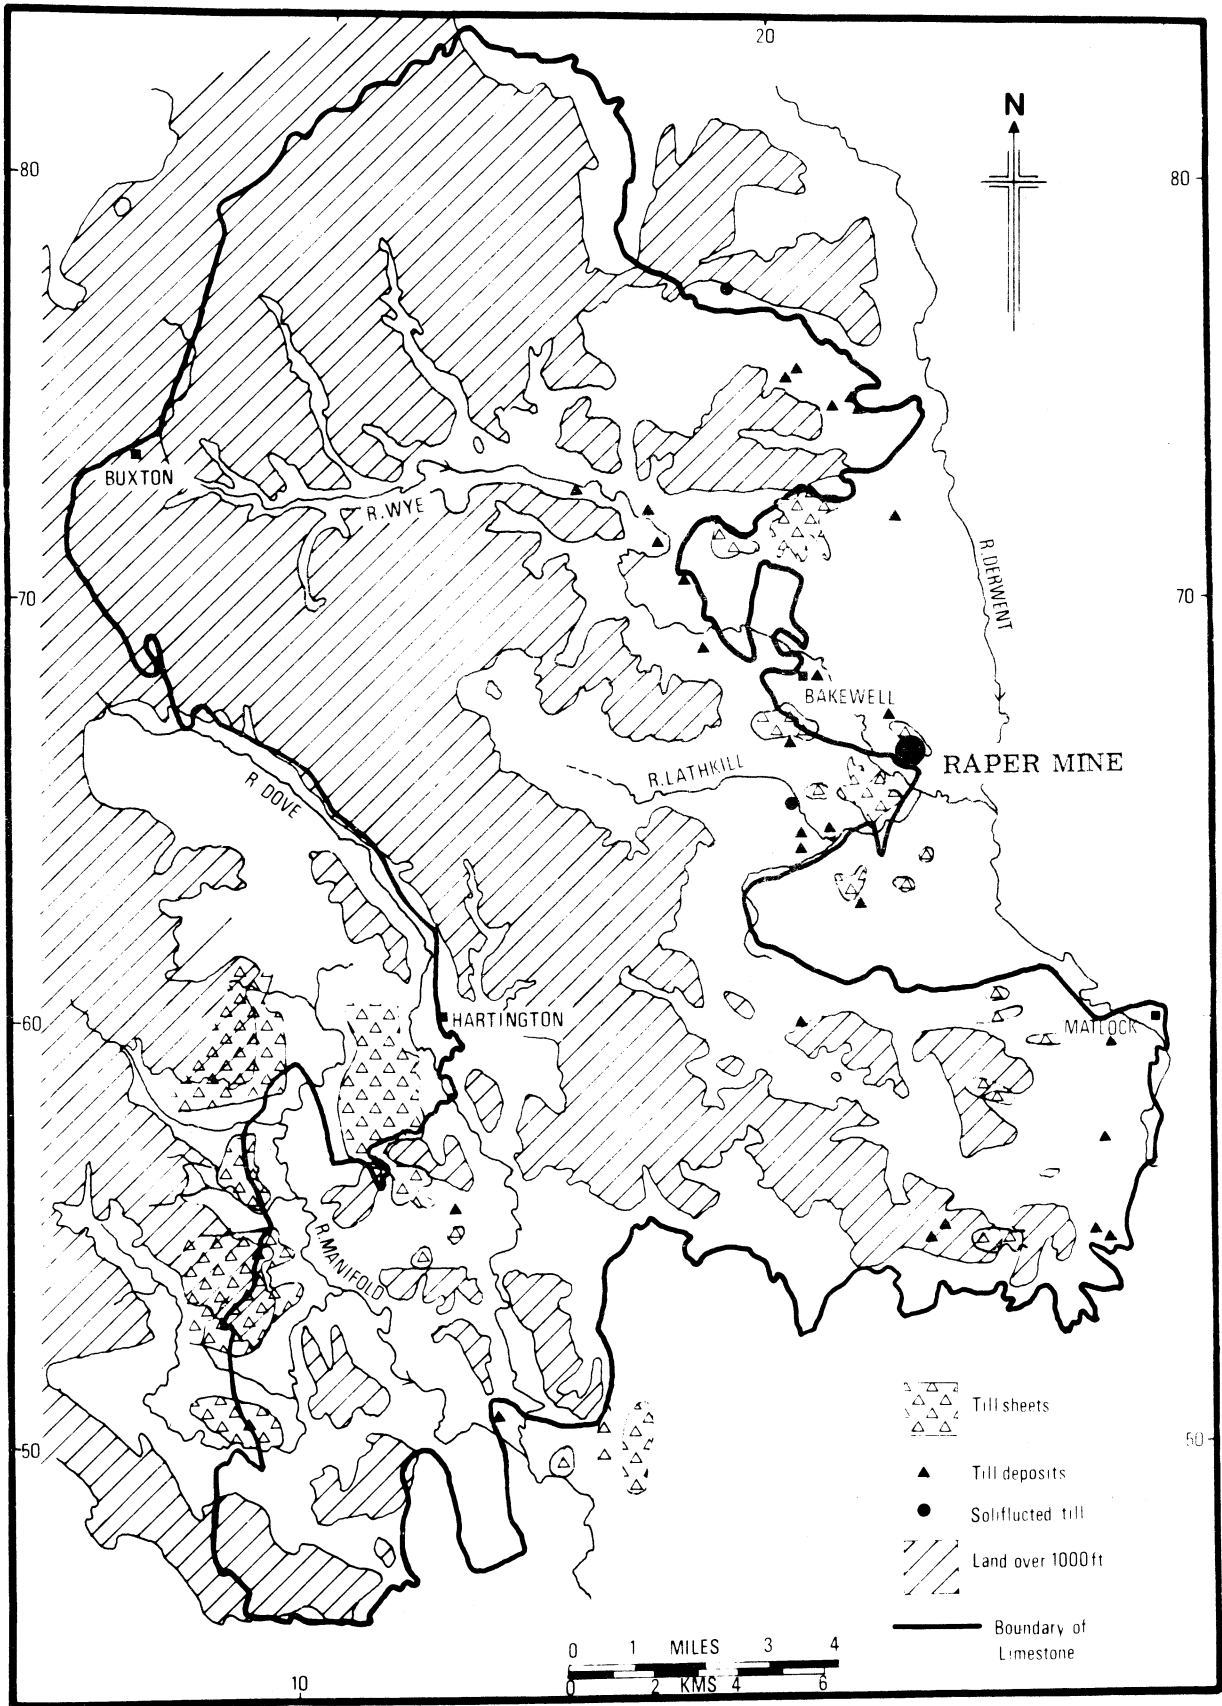 20
N
80
80
BUXTON
R.WYE
R.DERWENT
70
70
BAKEWELL
RAPER MINE
R.LATHKILL
R. DOVE
60
HARTINGTON
MATLOCK
R.MANIFOLD
50
50
Till sheets
Till deposits
Soliflucted till
Land over 1000ft
Boundary of
Limestone
0 1 MILES 3 4
0 2 KMS 4 6
10